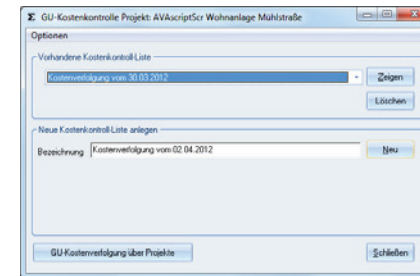 Σ GU-Kostenkontrolle Projekt: AVAscriptScr Wohnanlage Mühlstraße
Optionen
Vorhandene Kostenkontroll-Liste
Kostenverfolgung vom 30.03.2012
Zeigen
Löschen
Neue Kostenkontroll-Liste anlegen
Bezeichnung Kostenverfolgung vom 02.04.2012 Neu
GU-Kostenverfolgung über Projekte Schließen